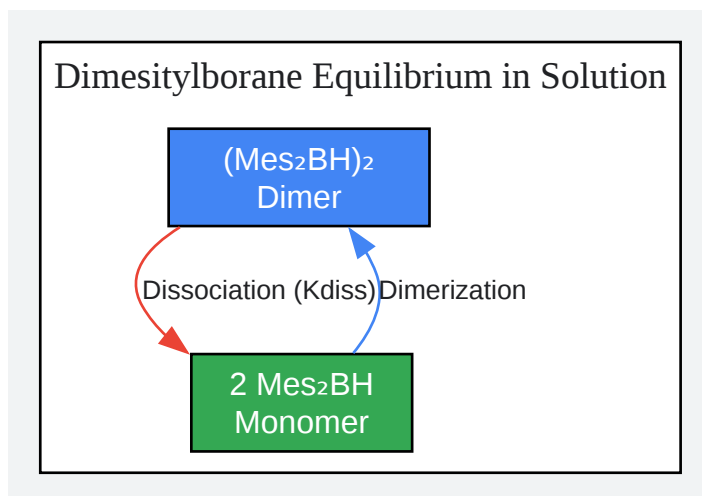 Dimesitylborane Equilibrium in Solution
(Mes₂BH)₂
Dimer
Dissociation (Kdiss)
Dimerization
2 Mes₂BH
Monomer